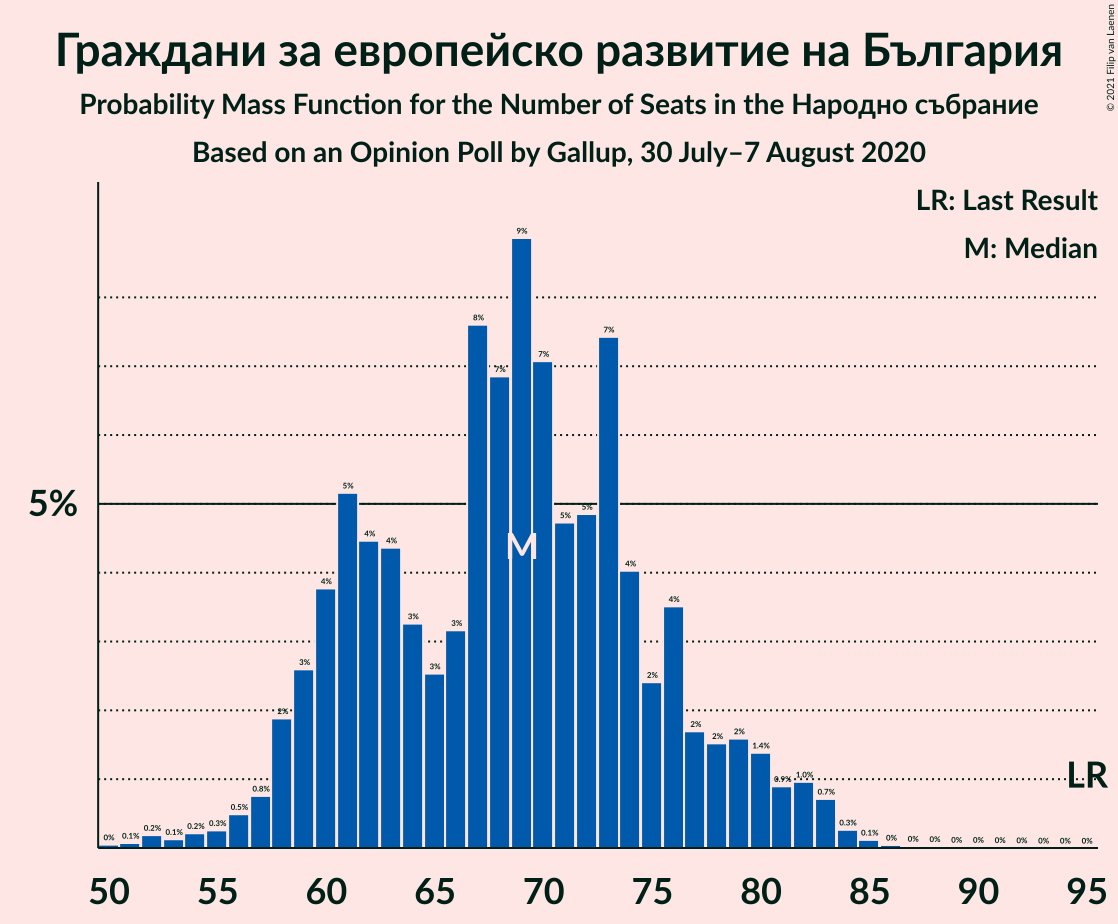 Граждани за европейско развитие на България
Probability Mass Function for the Number of Seats in the Народно събрание
Based on an Opinion Poll by Gallup, 30 July–7 August 2020
© 2021 Filip van Laenen
LR: Last Result
M: Median
5%
0% 0.1% 0.2% 0.1% 0.2% 0.3% 0.5% 0.8% 2% 3% 4% 5% 4% 4% 3% 3% 3% 8% 7% 9% 7% 5% 5% 7% 4% 2% 4% 2% 2% 2% 1.4% 0.9% 1.0% 0.7% 0.3% 0.1% 0% 0% 0% 0% 0% 0% 0% 0% 0% 0%
M
LR
50 55 60 65 70 75 80 85 90 95